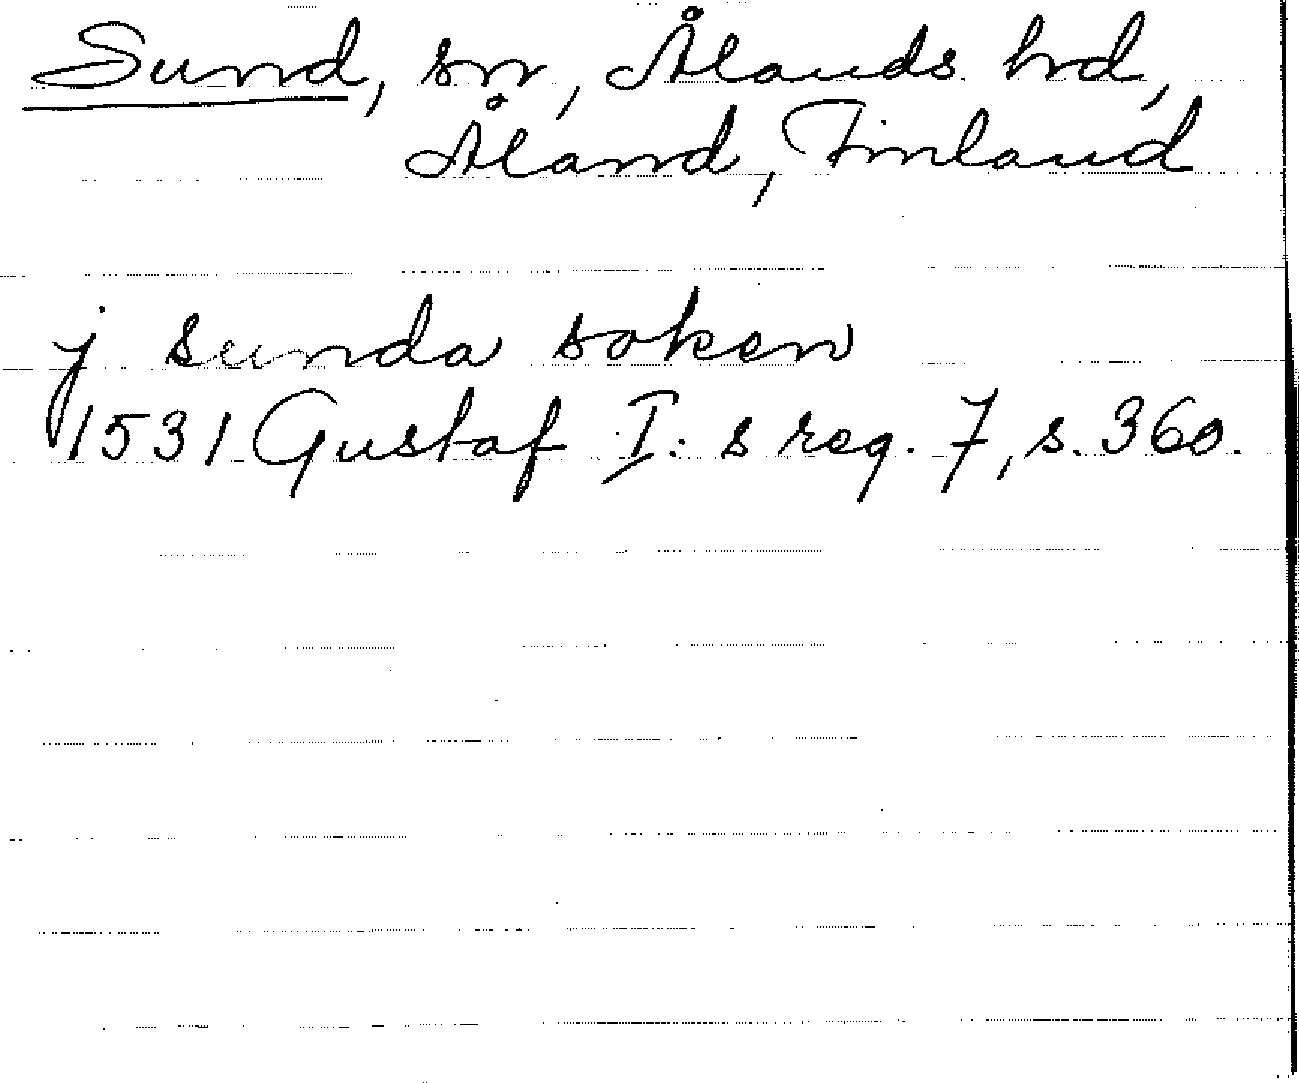 Sund, sn, Ålands hd,
Åland, Finland
j sunda soken
1531 Gustaf I:s reg. 7, s. 360.